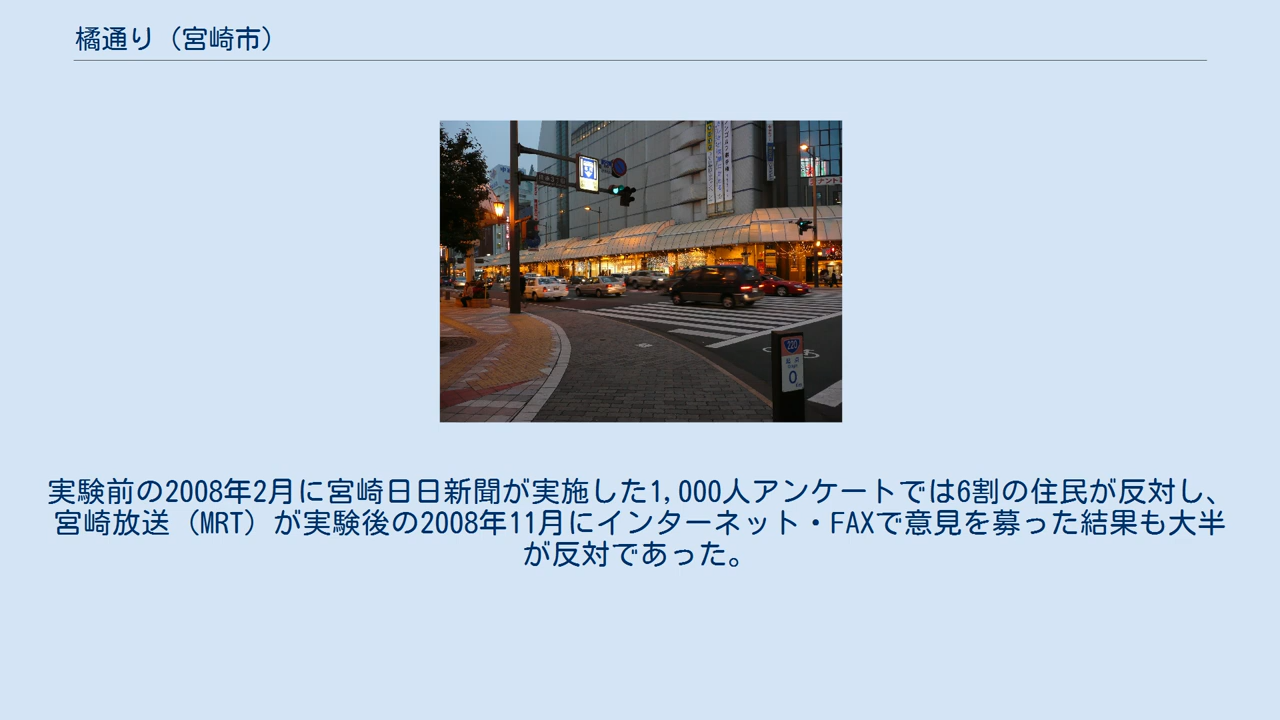 橘通り（宮崎市）
220
0
実験前の2008年2月に宮崎日日新聞が実施した1,000人アンケートでは6割の住民が反対し、
宮崎放送（MRT）が実験後の2008年11月にインターネット・FAXで意見を募った結果も大半
が反対であった。